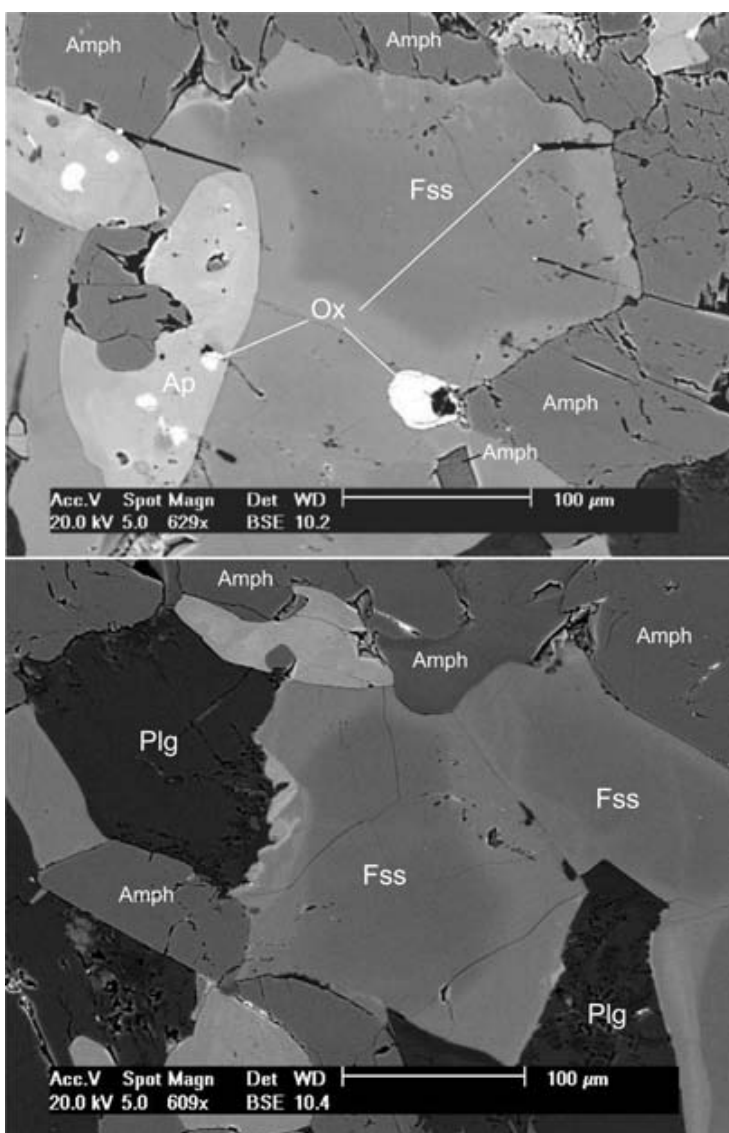 Amph
Amph
Fss
Ox
Ap
Amph
Amph
Acc.V Spot Magn Det WD 100 µm
20.0 kV 5.0 629x BSE 10.2
Amph
Amph
Amph
Plg
Fss
Fss
Amph
Plg
Acc.V Spot Magn Det WD 100 µm
20.0 kV 5.0 609x BSE 10.4